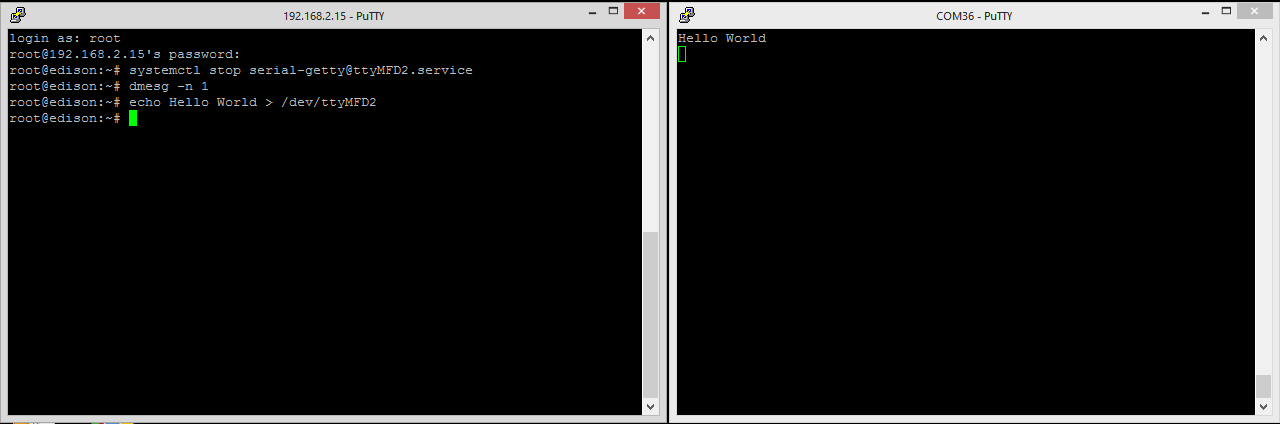 192.168.2.15 - PuTTY
login as: root
root@192.168.2.15's password:
root@edison:~# systemctl stop serial-getty@ttyMFD2.service
root@edison:~# dmesg -n 1
root@edison:~# echo Hello World > /dev/ttyMFD2
root@edison:~#
COM36 - PuTTY
Hello World